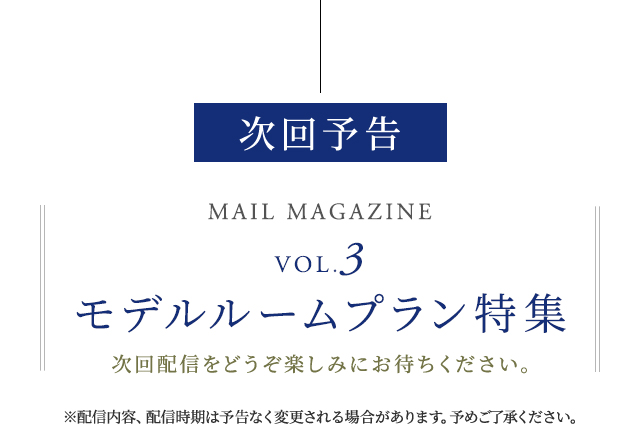 次回予告
MAIL MAGAZINE
VOL.3
モデルルームプラン特集
次回配信をどうぞ楽しみにお待ちください。
※配信内容、配信時期は予告なく変更される場合があります。予めご了承ください。